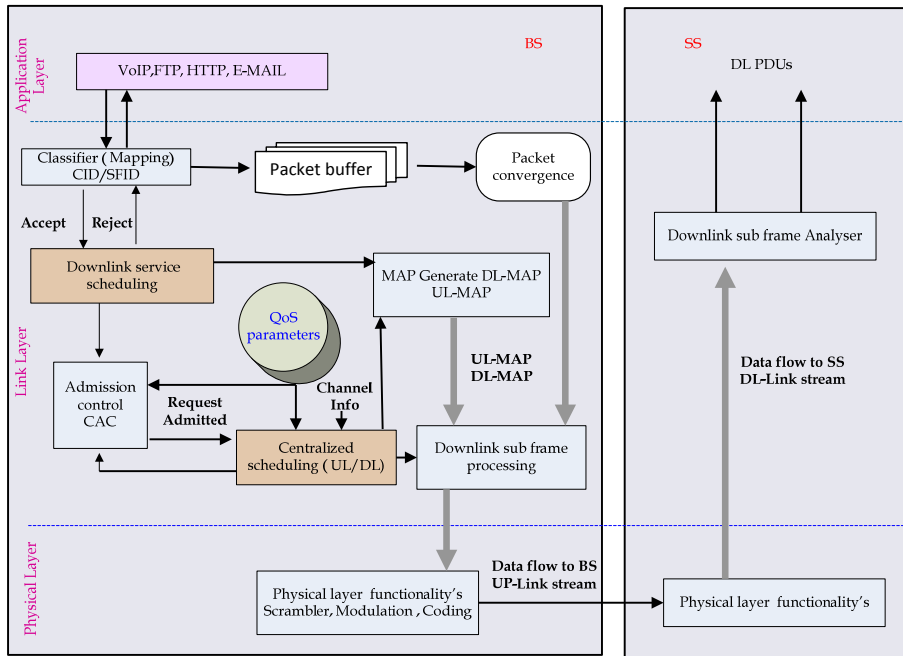 BS
SS
Application
Layer
VoIP,FTP, HTTP, E-MAIL
DL PDUs
Classifier ( Mapping)
CID/SFID
Packet buffer
Packet
convergence
Accept
Reject
Downlink sub frame Analyser
Downlink service
scheduling
MAP Generate DL-MAP
UL-MAP
QoS
parameters
Link Layer
UL-MAP
DL-MAP
Data flow to SS
DL-Link stream
Admission
control
CAC
Request
Admitted
Channel
Info
Centralized
scheduling ( UL/DL)
Downlink sub frame
processing
Physical Layer
Data flow to BS
UP-Link stream
Physical layer functionality's
Scrambler, Modulation , Coding
Physical layer functionality's